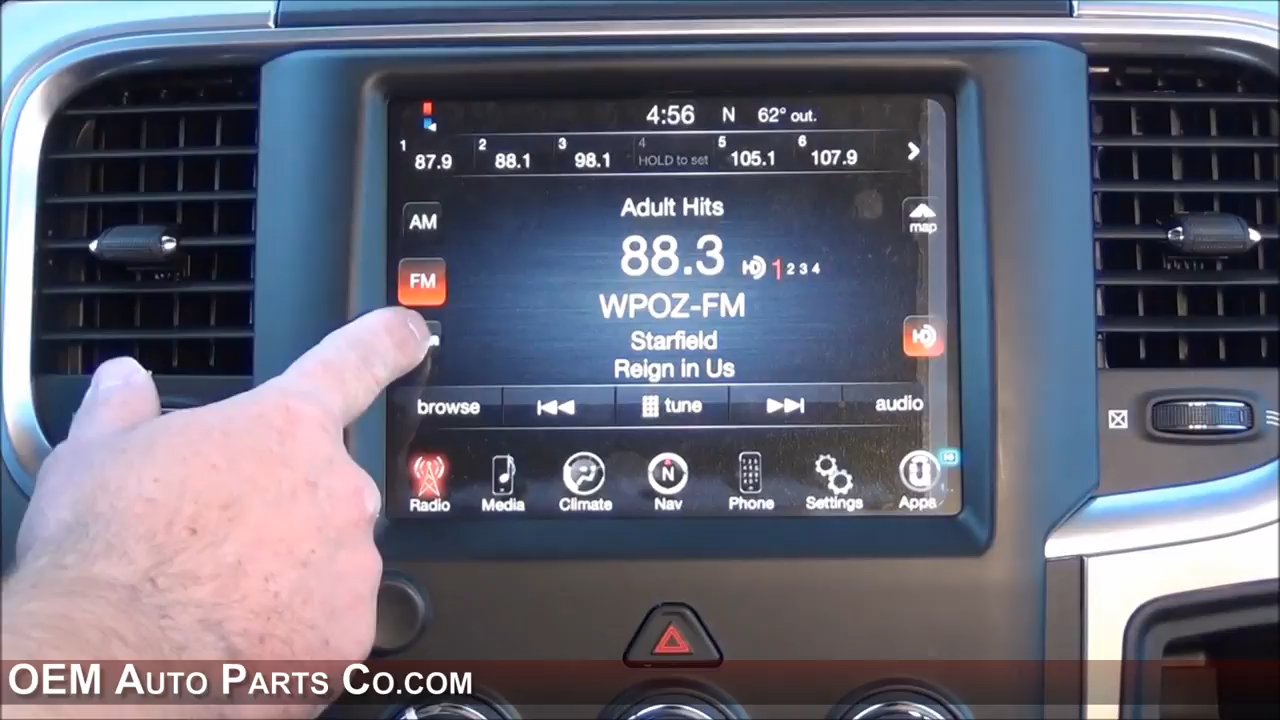 4:56 N 62° out.
1 87.9 2 88.1 3 98.1 4 HOLD to set 5 105.1 6 107.9
Adult Hits
AM
map
88.3 HD 1 2 3 4
FM
WPOZ-FM
Starfield
HD
Reign in Us
browse tune audio
Radio Media Climate N Nav Phone Settings Apps
OEM AUTO PARTS CO.COM